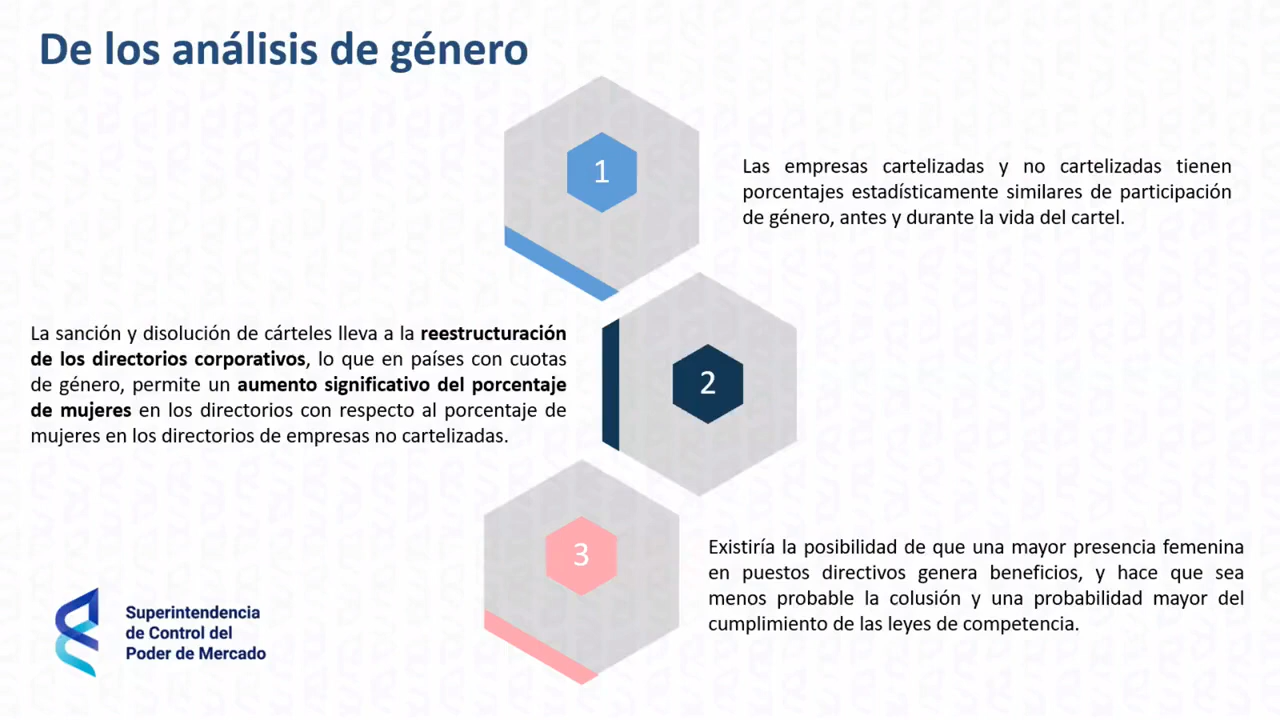 De los análisis de género
1
Las empresas cartelizadas y no cartelizadas tienen
porcentajes estadísticamente similares de participación
de género, antes y durante la vida del cartel.
La sanción y disolución de cárteles lleva a la reestructuración
de los directorios corporativos, lo que en países con cuotas
de género, permite un aumento significativo del porcentaje
de mujeres en los directorios con respecto al porcentaje de
mujeres en los directorios de empresas no cartelizadas.
2
3
Existiría la posibilidad de que una mayor presencia femenina
en puestos directivos genera beneficios, y hace que sea
menos probable la colusión y una probabilidad mayor del
cumplimiento de las leyes de competencia.
Superintendencia
de Control del
Poder de Mercado